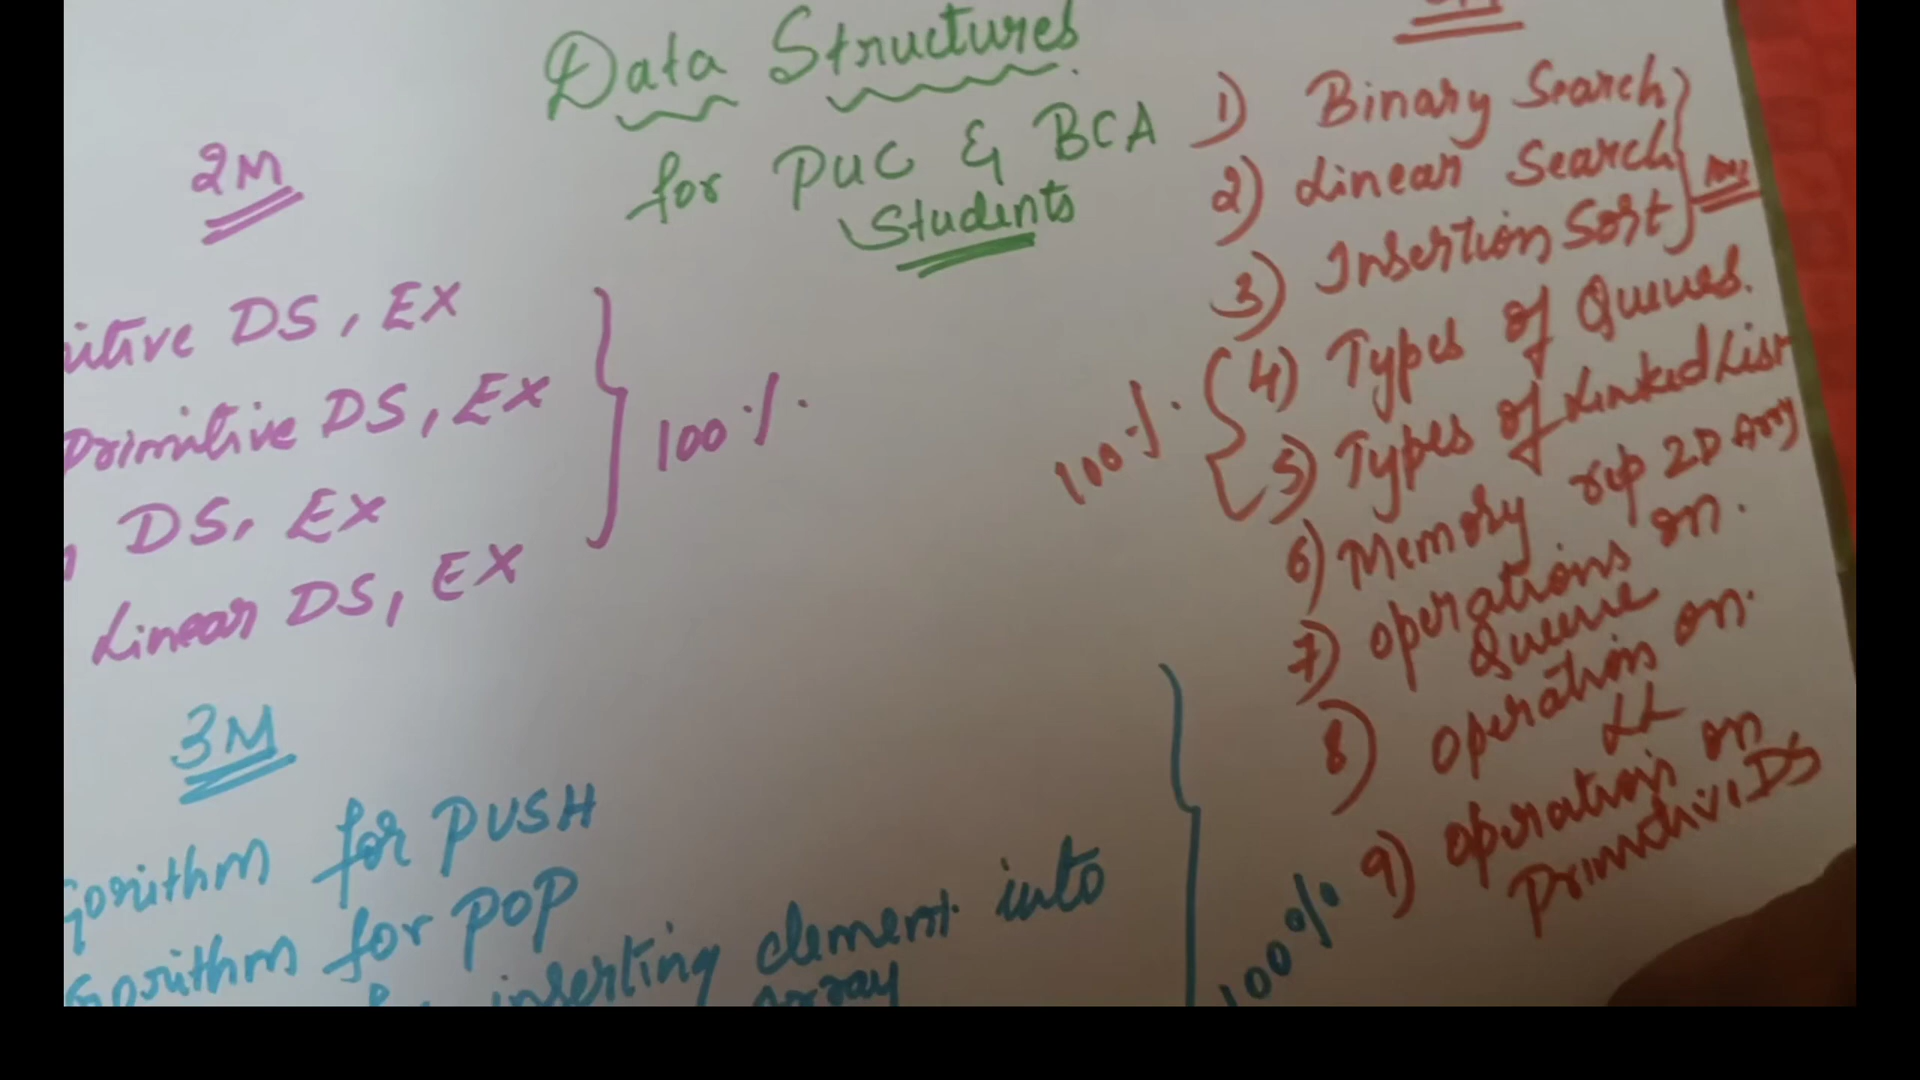 Data Structures
for PUC & BCA
Students
2M
itive DS, EX
Primitive DS, EX
DS, EX
Linear DS, EX
100%
3M
gorithm for PUSH
gorithm for POP
inserting element into
array
100%
1) Binary Search
2) Linear Search
3) Insertion Sort
4) Types of Queues.
5) Types of Linked List
100%
6) Memory rep 2D Arry
7) operations on.
Queue
8) operation on.
LL
9) operation on
Primitive DS